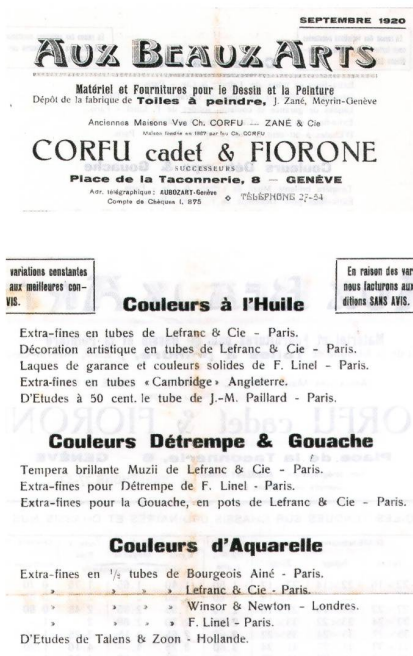 SEPTEMBRE 1920
AUX BEAUX ARTS
Matériel et Fournitures pour le Dessin et la Peinture
Dépôt de la fabrique de Toiles à peindre, J. Zané, Meyrin-Genève
Anciennes Maisons Vve Ch. CORFU — ZANÉ & Cie
Maison fondée en 1867 par feu Ch. CORFU
CORFU cadet & FIORONE
SUCCESSEURS
Place de la Taconnerie, 8 — GENÈVE
Adr. télégraphique: AUBOZART-Genève
Compte de Chèques I. 875
TÉLÉPHONE 27-54
variations constantes
aux meilleures con-
VIS.
En raison des var
nous facturons aux
ditions SANS AVIS.
Couleurs à l'Huile
Extra-fines en tubes de Lefranc & Cie - Paris.
Décoration artistique en tubes de Lefranc & Cie - Paris.
Laques de garance et couleurs solides de F. Linel - Paris.
Extra-fines en tubes « Cambridge » Angleterre.
D'Etudes à 50 cent. le tube de J.-M. Paillard - Paris.
Couleurs Détrempe & Gouache
Tempera brillante Muzii de Lefranc & Cie - Paris.
Extra-fines pour Détrempe de F. Linel - Paris.
Extra-fines pour la Gouache, en pots de Lefranc & Cie - Paris.
Couleurs d'Aquarelle
Extra-fines en ½ tubes de Bourgeois Ainé - Paris.
» » » » Lefranc & Cie - Paris.
» » » » Winsor & Newton - Londres.
» » » » F. Linel - Paris.
D'Etudes de Talens & Zoon - Hollande.